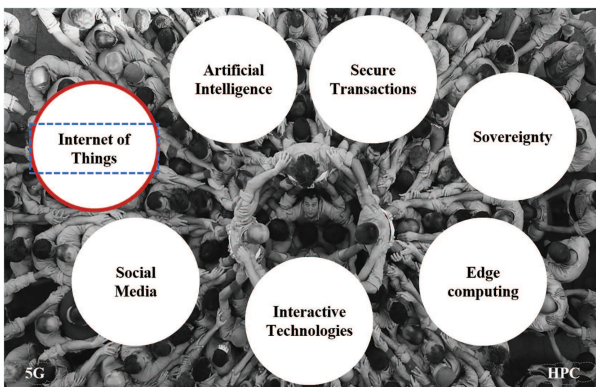 Artificial
Intelligence
Secure
Transactions
Internet of
Things
Sovereignty
Social
Media
Edge
computing
Interactive
Technologies
5G
HPC